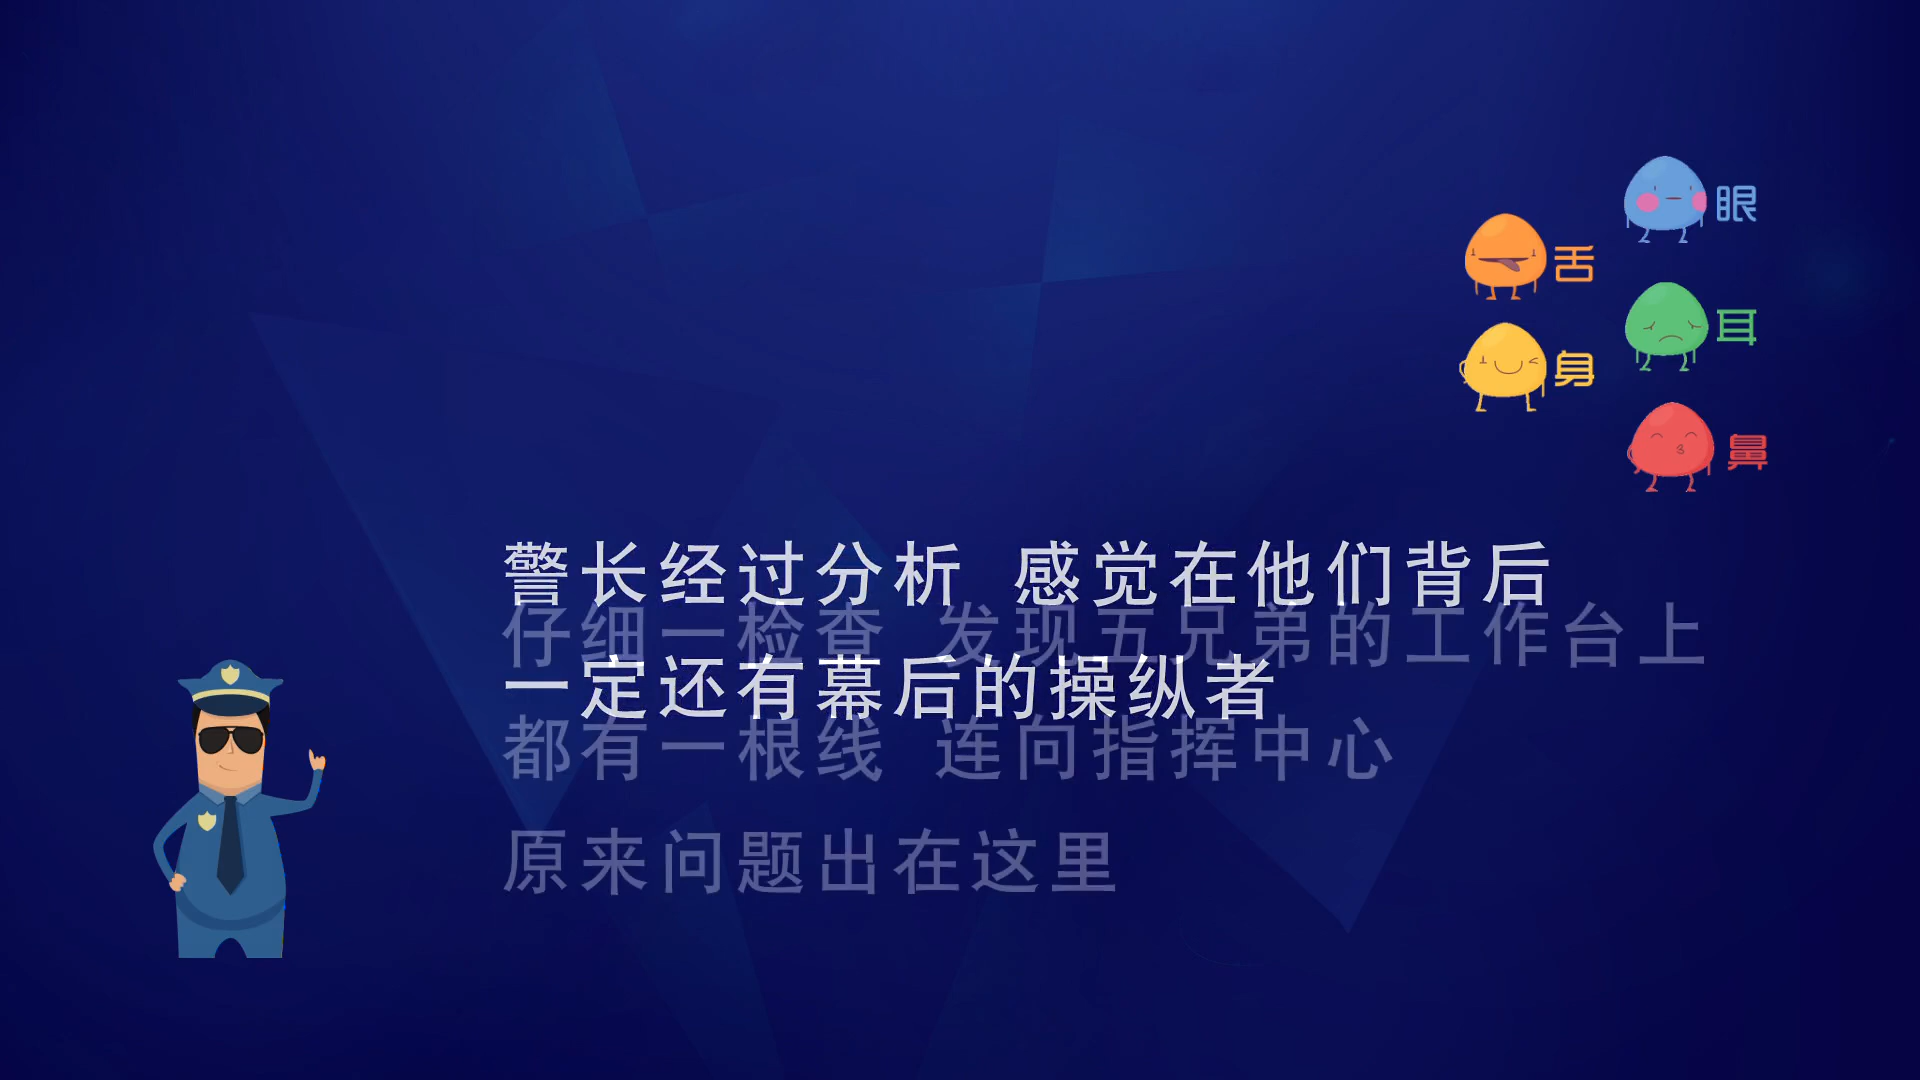 眼
舌
耳
身
鼻
警长经过分析 感觉在他们背后
仔细一检查 发现五兄弟的工作台上
一定还有幕后的操纵者
都有一根线 连向指挥中心
原来问题出在这里